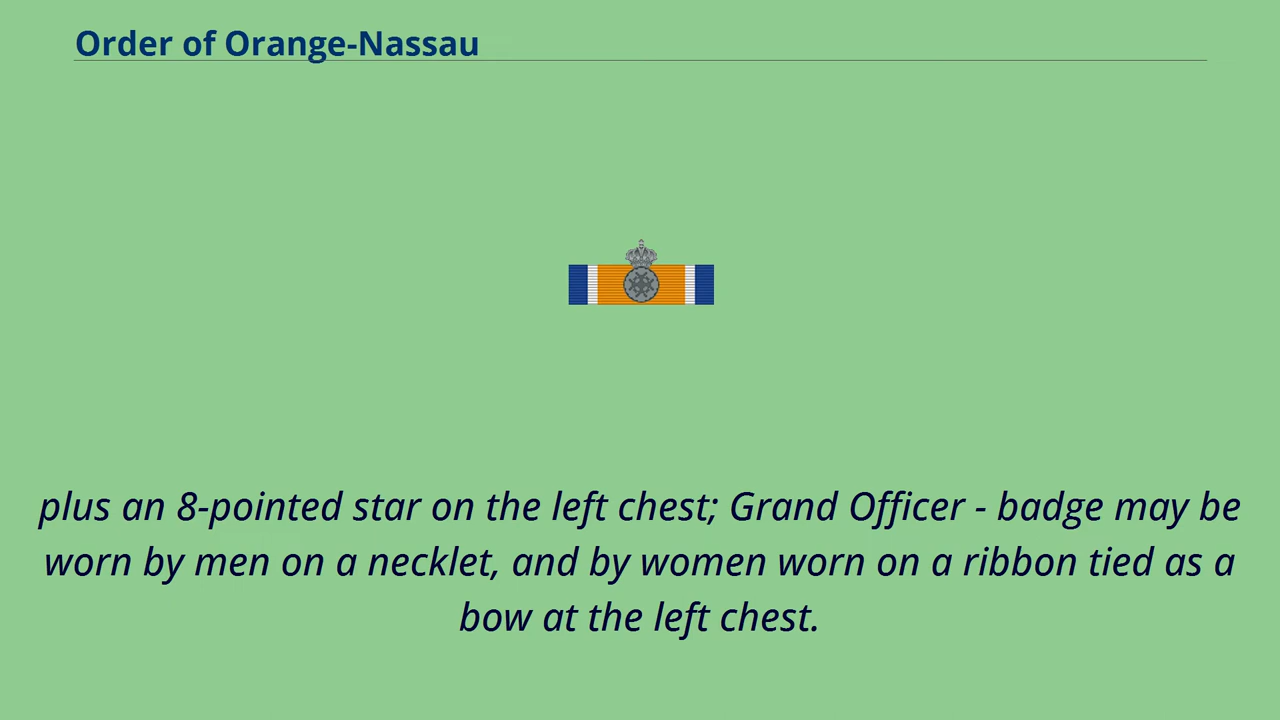 Order of Orange-Nassau
plus an 8-pointed star on the left chest; Grand Officer - badge may be
worn by men on a necklet, and by women worn on a ribbon tied as a
bow at the left chest.